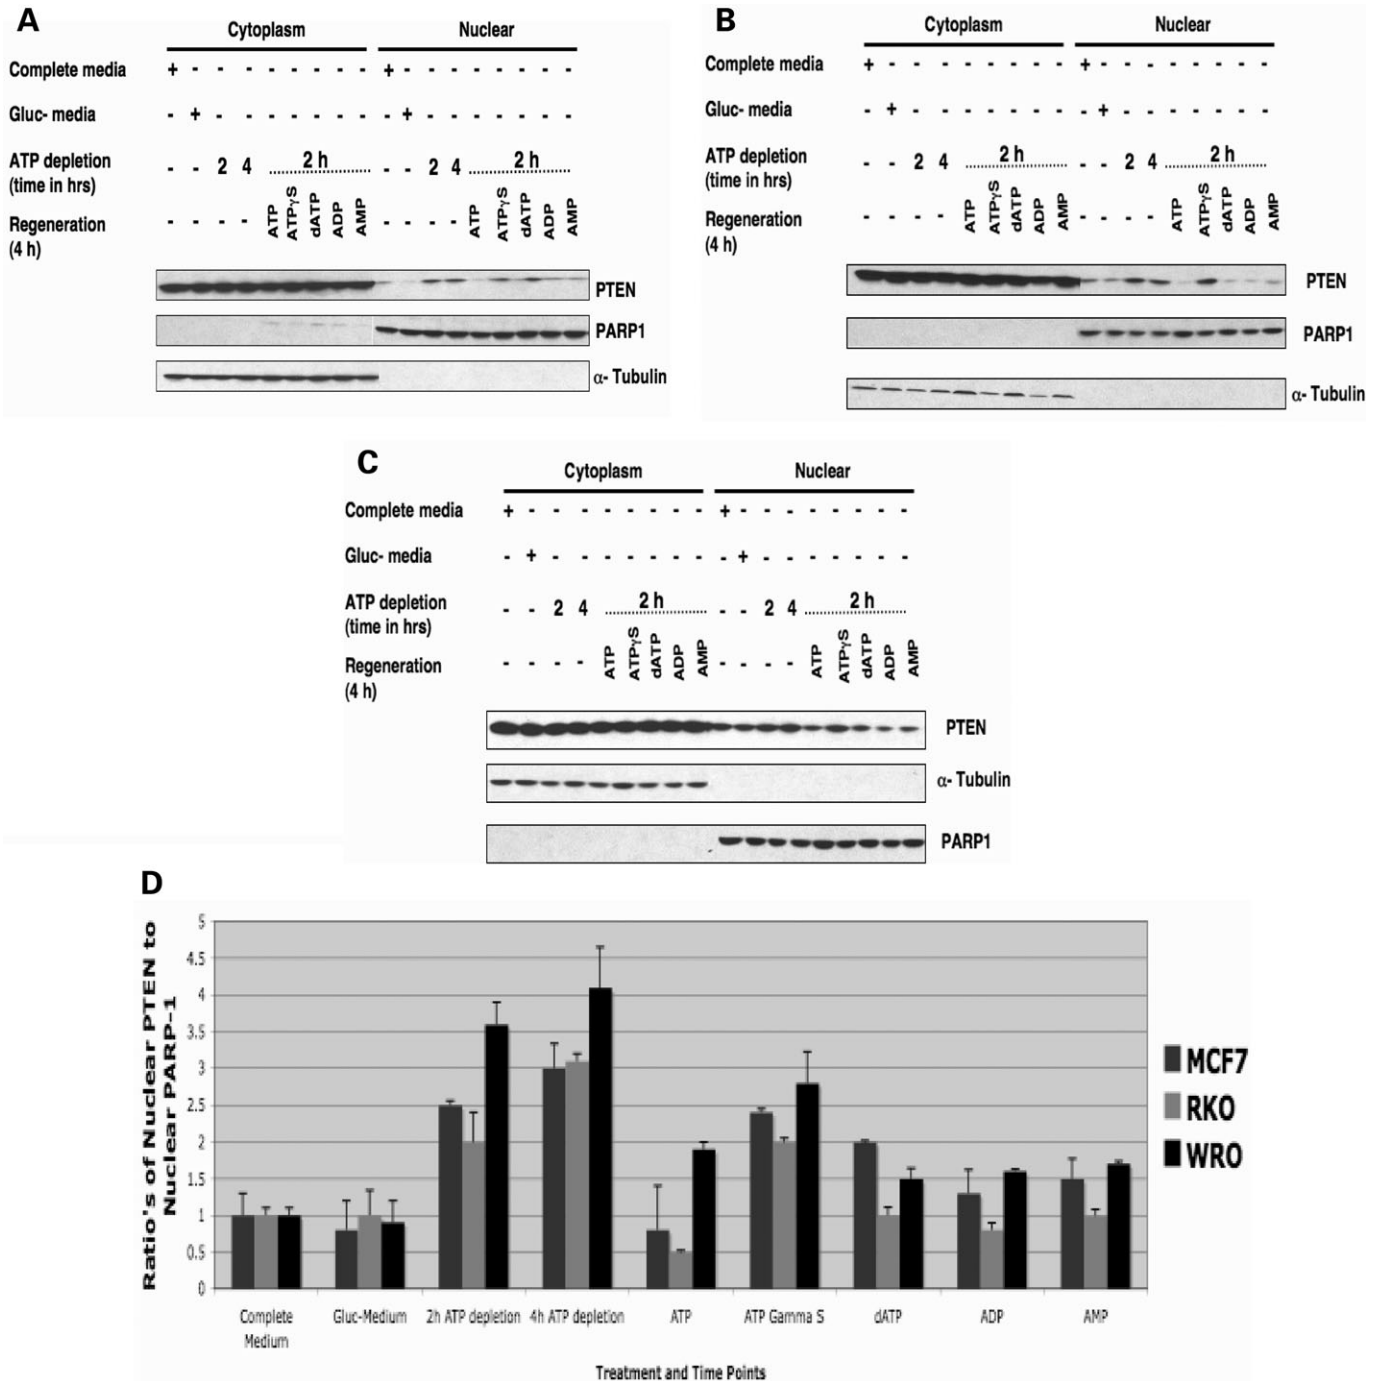 A
Cytoplasm Nuclear
Complete media + - - - - - - - - + - - - - - - - -
Gluc- media - + - - - - - - - - + - - - - - - -
ATP depletion - - 2 4 2 h - - 2 4 2 h
(time in hrs)
Regeneration - - - - ATP ATPγS dATP ADP AMP - - - - ATP ATPγS dATP ADP AMP
(4 h)
PTEN
PARP1
α- Tubulin
B
Cytoplasm Nuclear
Complete media + - - - - - - - - + - - - - - - - -
Gluc- media - + - - - - - - - - + - - - - - - -
ATP depletion - - 2 4 2 h - - 2 4 2 h
(time in hrs)
Regeneration - - - - ATP ATPγS dATP ADP AMP - - - - ATP ATPγS dATP ADP AMP
(4 h)
PTEN
PARP1
α- Tubulin
C
Cytoplasm Nuclear
Complete media + - - - - - - - - + - - - - - - - -
Gluc- media - + - - - - - - - - + - - - - - - -
ATP depletion - - 2 4 2 h - - 2 4 2 h
(time in hrs)
Regeneration - - - - ATP ATPγS dATP ADP AMP - - - - ATP ATPγS dATP ADP AMP
(4 h)
PTEN
α- Tubulin
PARP1
D
Ratio's of Nuclear PTEN to
Nuclear PARP-1
5
4.5
4
3.5
3
2.5
2
1.5
1
0.5
0
MCF7
RKO
WRO
Complete Gluc-Medium 2h ATP depletion 4h ATP depletion ATP ATP Gamma S dATP ADP AMP
Medium
Treatment and Time Points